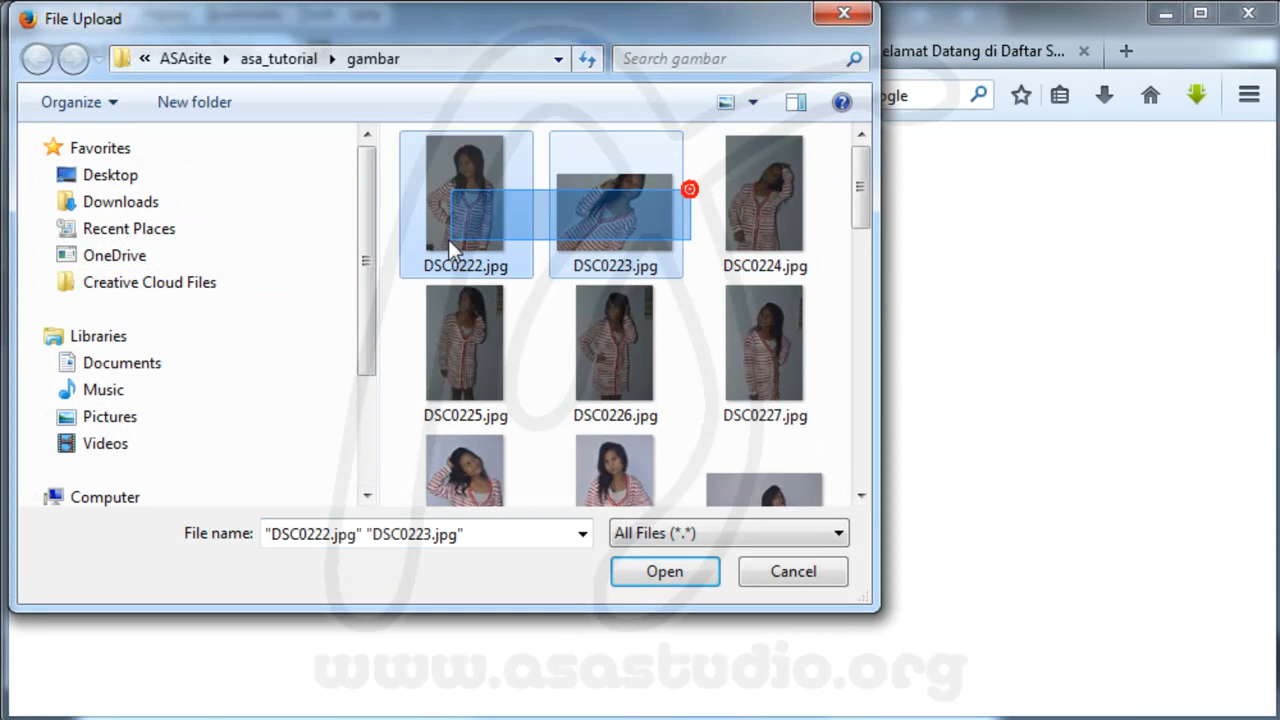 File Upload
ASAsite asa_tutorial gambar
Search gambar
elamat Datang di Daftar S...
ogle
Organize
New folder
Favorites
Desktop
Downloads
Recent Places
OneDrive
Creative Cloud Files
Libraries
Documents
Music
Pictures
Videos
Computer
DSC0222.jpg
DSC0223.jpg
DSC0224.jpg
DSC0225.jpg
DSC0226.jpg
DSC0227.jpg
File name: "DSC0222.jpg" "DSC0223.jpg"
All Files (*.*)
Open
Cancel
www.asastudio.org